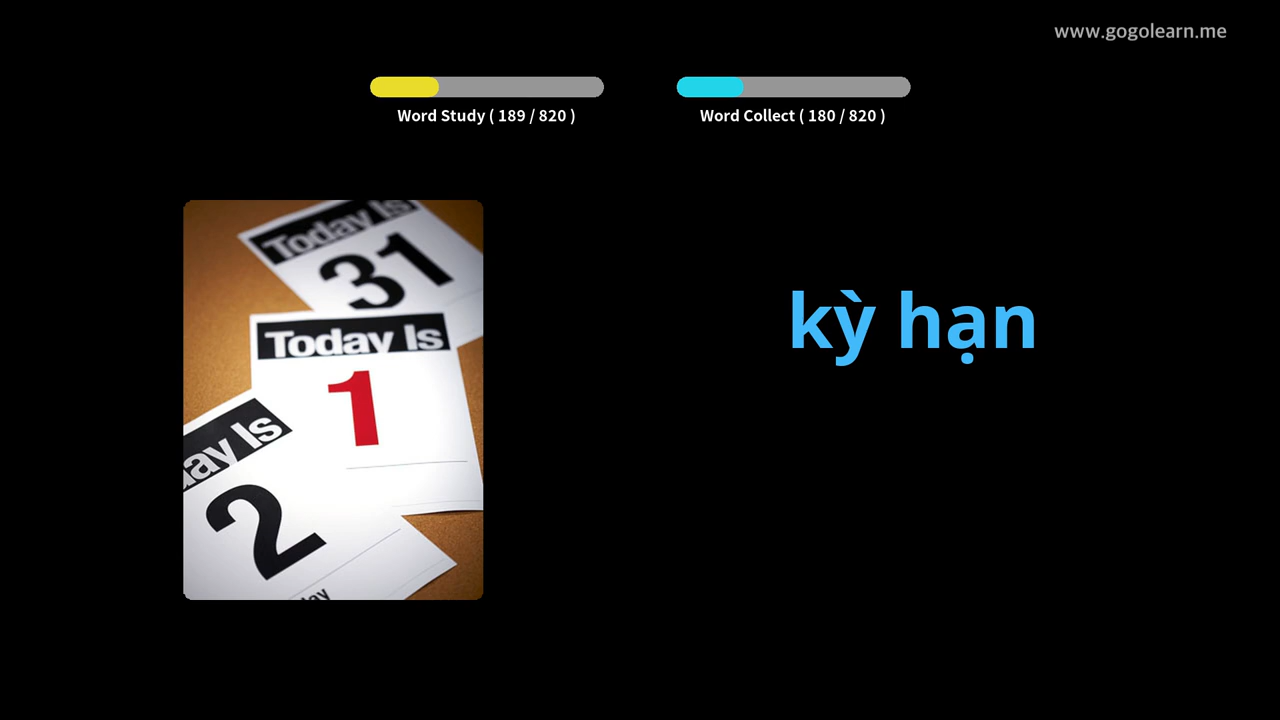 www.gogolearn.me
Word Study ( 189 / 820 )
Word Collect ( 180 / 820 )
Today Is
31
Today Is
1
kỳ hạn
ay Is
2